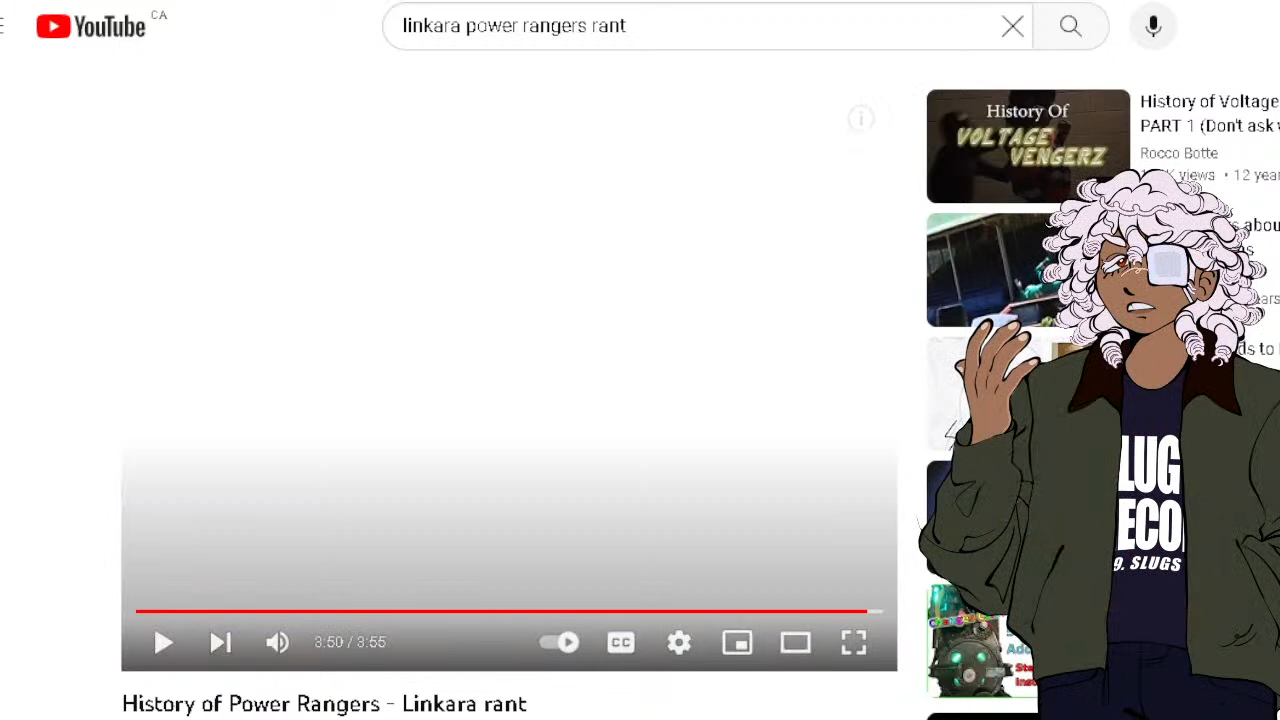 YouTube CA
linkara power rangers rant
History Of
VOLTAGE
VENGERZ
History of Voltage
PART 1 (Don't ask
Rocco Botte
views • 12 year
abou
CC
3:50 / 3:55
History of Power Rangers - Linkara rant
LUG
ECO
9. SLUGS